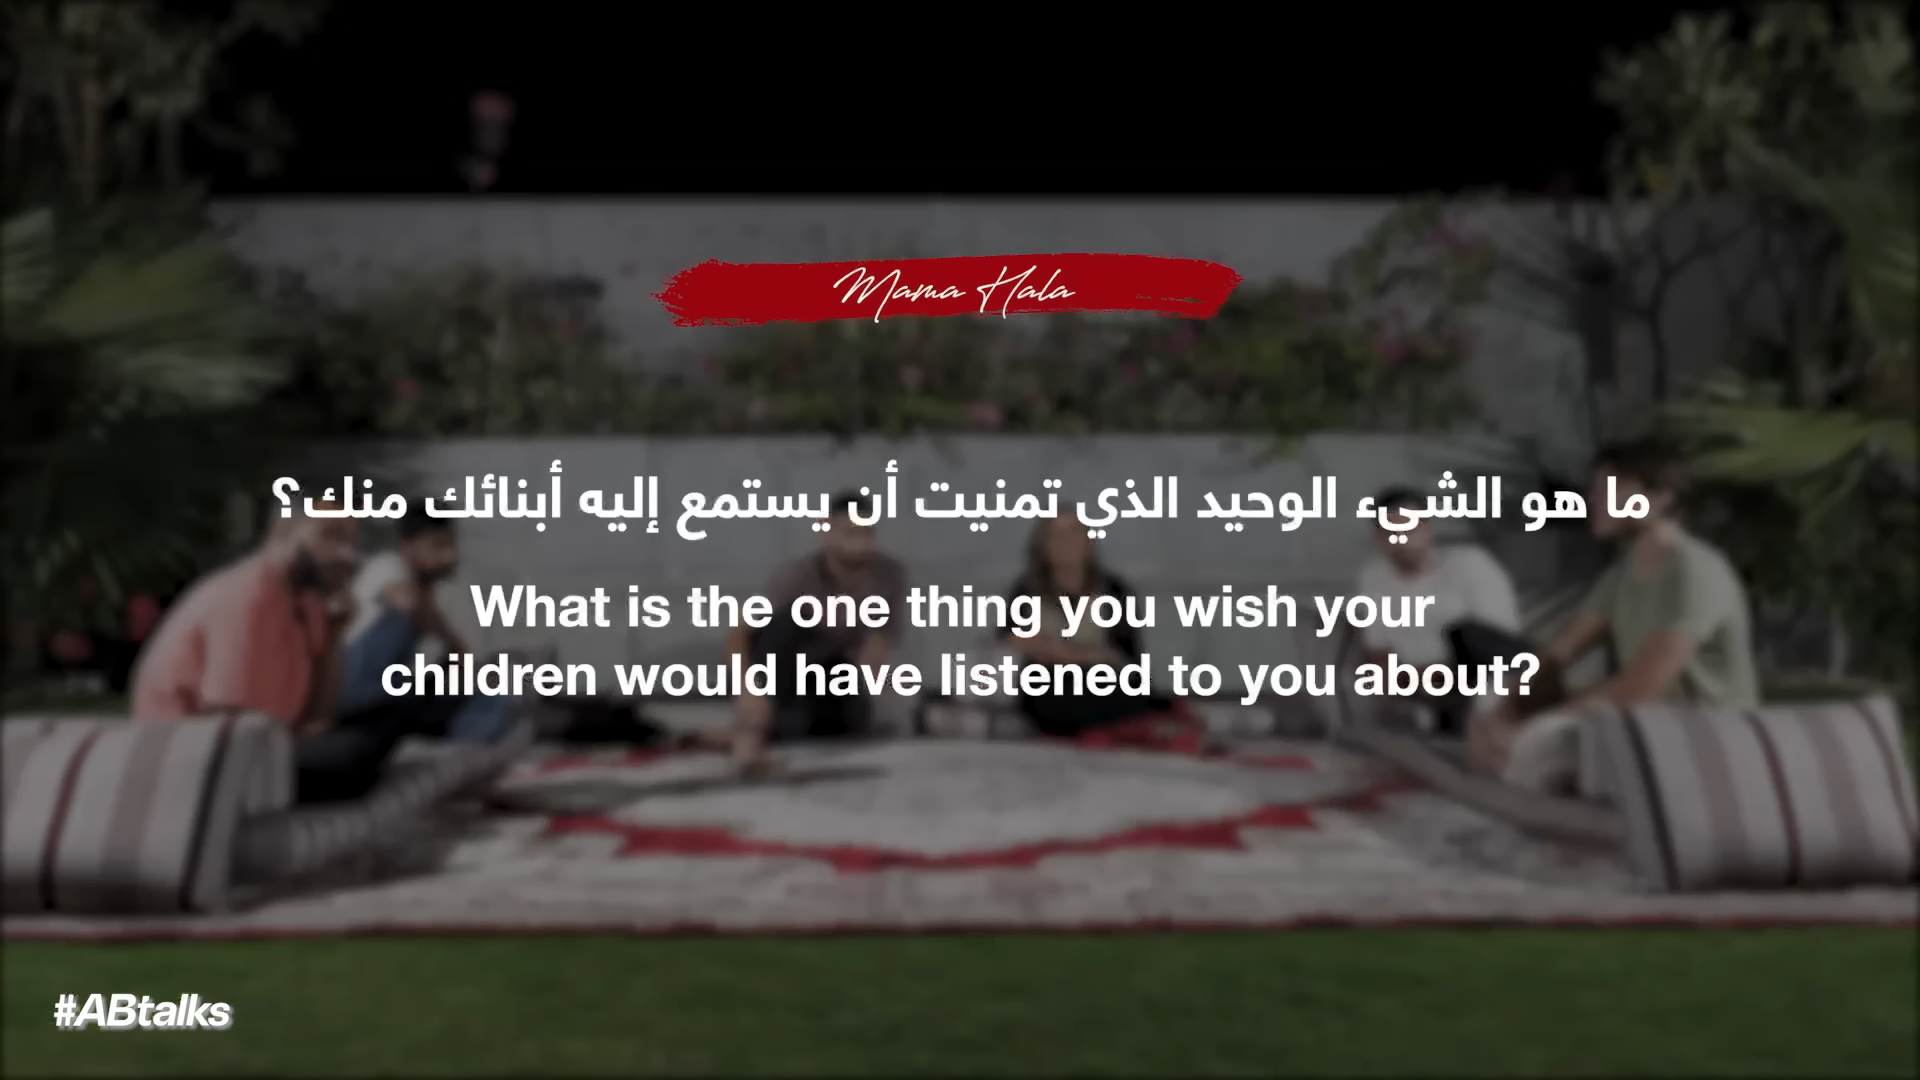 Mama Hala
ما هو الشيء الوحيد الذي تمنيت أن يستمع إليه أبنائك منك؟
What is the one thing you wish your
children would have listened to you about?
#ABtalks